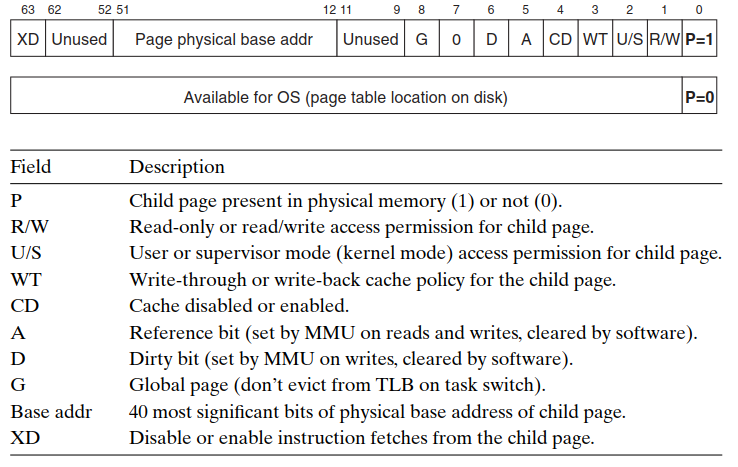 63 62 52 51 12 11 9 8 7 6 5 4 3 2 1 0
XD Unused Page physical base addr Unused G 0 D A CD WT U/S R/W P=1
Available for OS (page table location on disk) P=0
Field Description
P Child page present in physical memory (1) or not (0).
R/W Read-only or read/write access permission for child page.
U/S User or supervisor mode (kernel mode) access permission for child page.
WT Write-through or write-back cache policy for the child page.
CD Cache disabled or enabled.
A Reference bit (set by MMU on reads and writes, cleared by software).
D Dirty bit (set by MMU on writes, cleared by software).
G Global page (don’t evict from TLB on task switch).
Base addr 40 most significant bits of physical base address of child page.
XD Disable or enable instruction fetches from the child page.